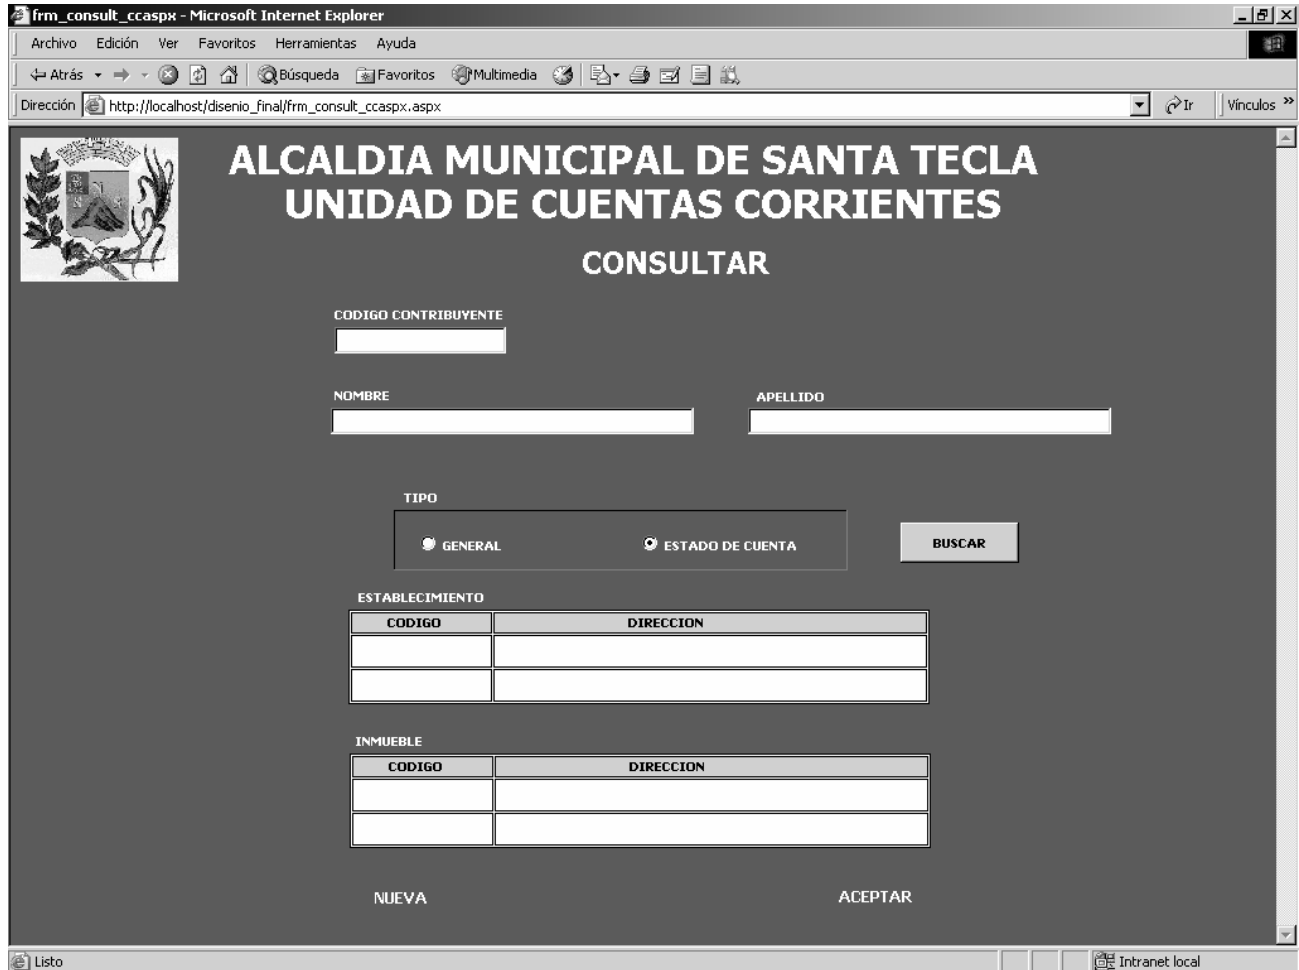 frm_consult_ccaspx - Microsoft Internet Explorer
Archivo Edición Ver Favoritos Herramientas Ayuda
Atrás Búsqueda Favoritos Multimedia
Dirección http://localhost/disenio_final/frm_consult_ccaspx.aspx Ir Vínculos »
ALCALDIA MUNICIPAL DE SANTA TECLA
UNIDAD DE CUENTAS CORRIENTES
CONSULTAR
CODIGO CONTRIBUYENTE
NOMBRE APELLIDO
TIPO
GENERAL ESTADO DE CUENTA BUSCAR
ESTABLECIMIENTO
CODIGO DIRECCION
INMUEBLE
CODIGO DIRECCION
NUEVA ACEPTAR
Listo Intranet local